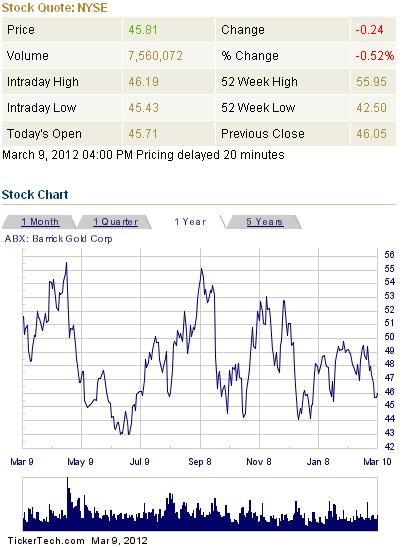 Stock Quote: NYSE
Price 45.81 Change -0.24
Volume 7,560,072 % Change -0.52%
Intraday High 46.19 52 Week High 55.95
Intraday Low 45.43 52 Week Low 42.50
Today's Open 45.71 Previous Close 46.05
March 9, 2012 04:00 PM Pricing delayed 20 minutes
Stock Chart
1 Month 1 Quarter 1 Year 5 Years
ABX: Barrick Gold Corp
56
55
53
52
51
50
49
48
46
45
44
43
42
Mar 9 May 9 Jul 9 Sep 8 Nov 8 Jan 8 Mar 10
TickerTech.com Mar 9, 2012